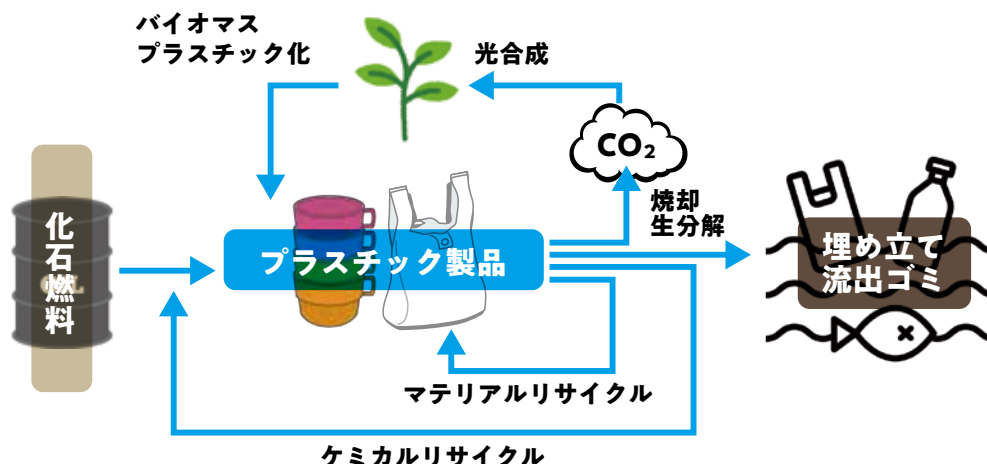 バイオマス
プラスチック化
光合成
CO₂
焼却
生分解
化石燃料
プラスチック製品
埋め立て
流出ゴミ
マテリアルリサイクル
ケミカルリサイクル